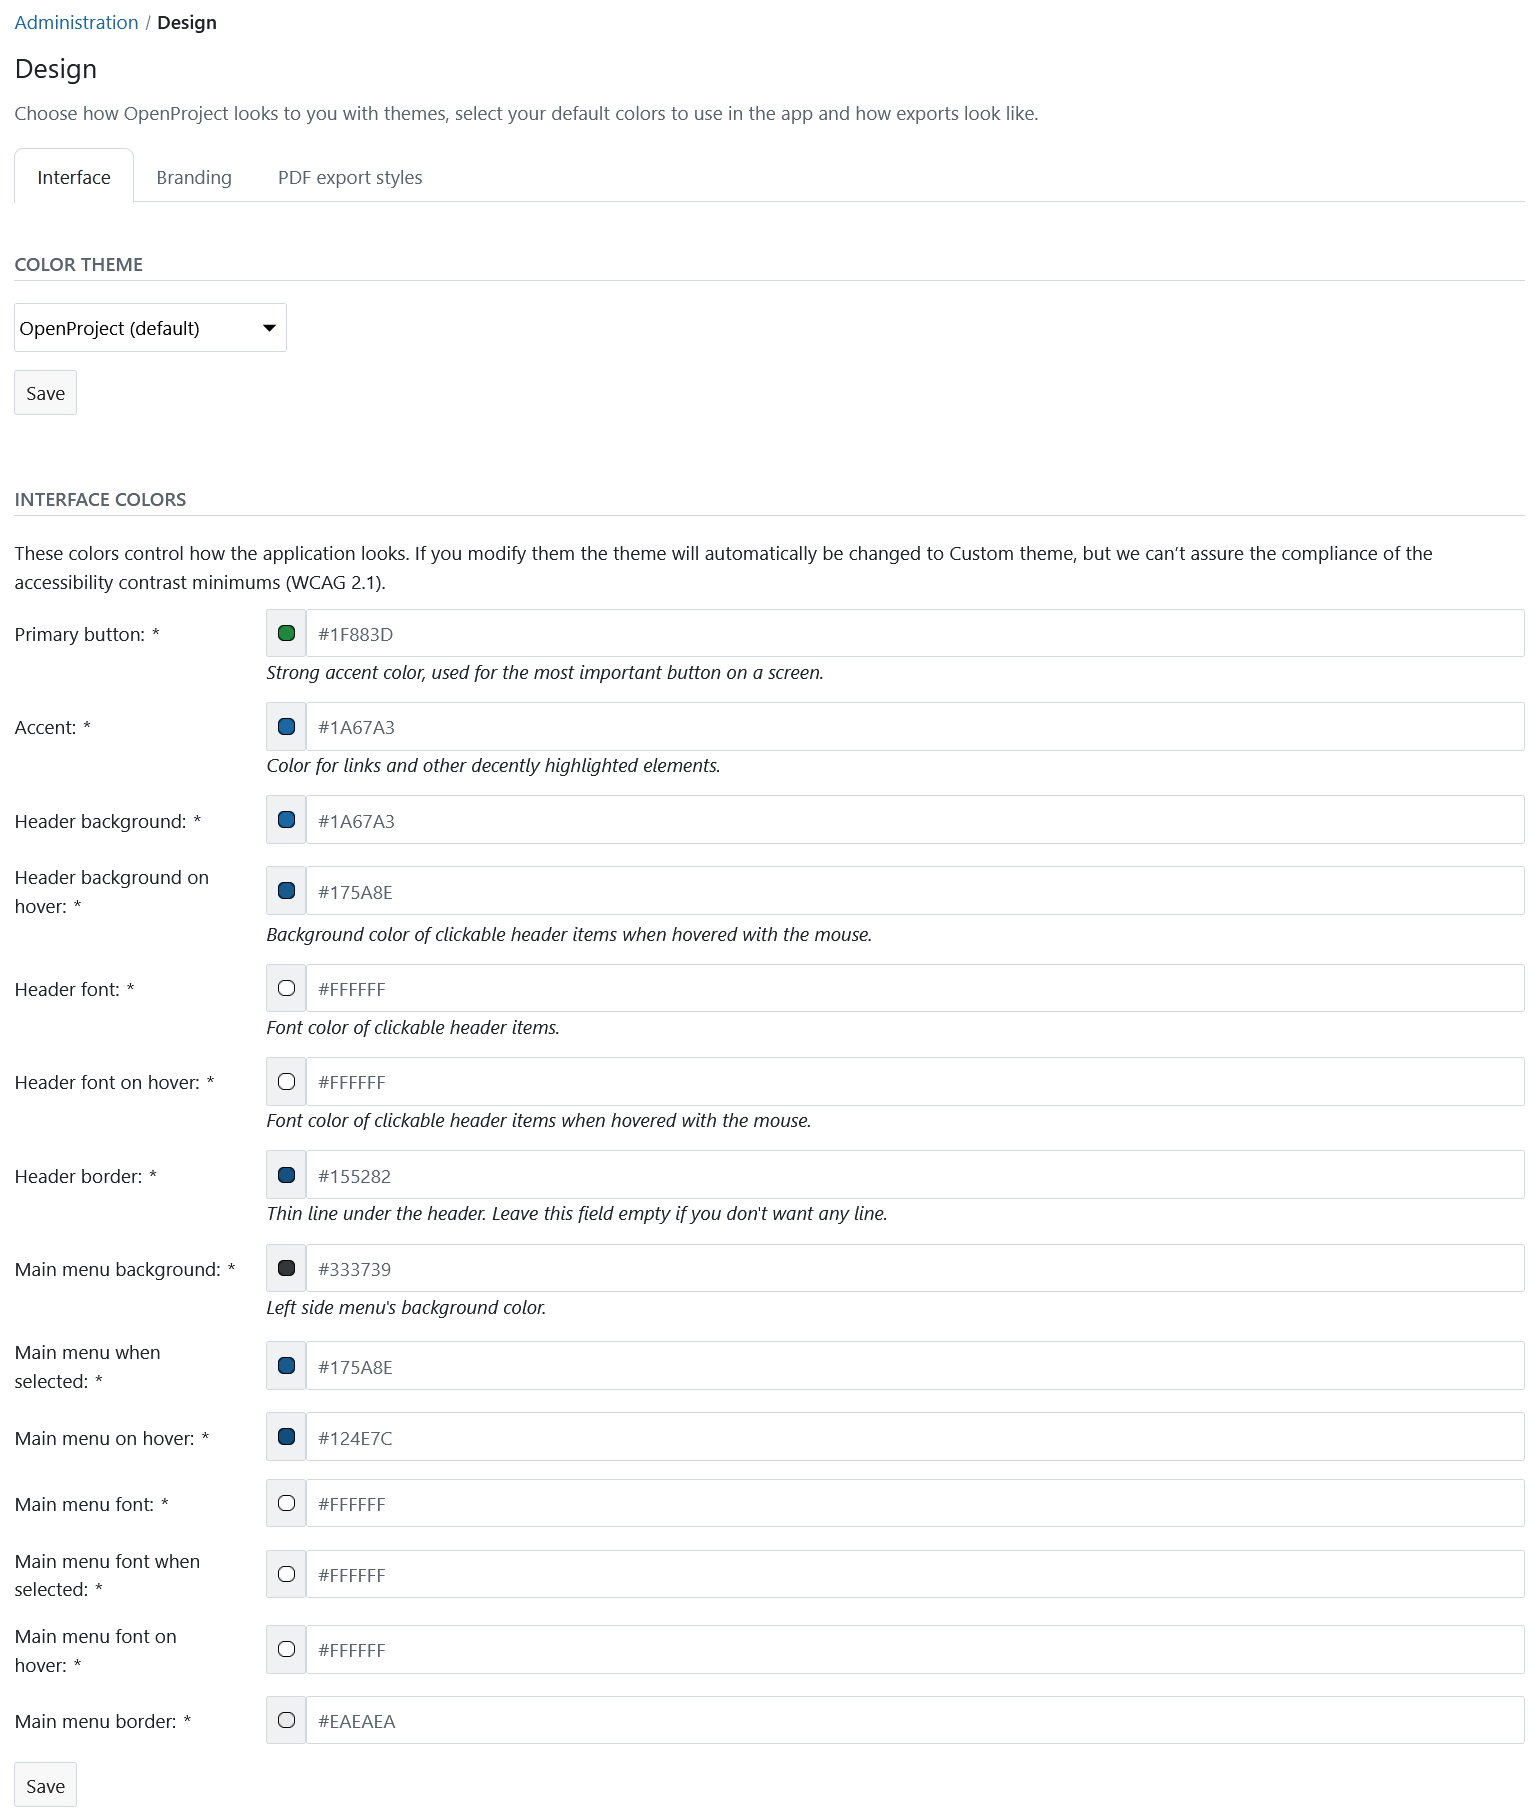 Administration / Design
Design
Choose how OpenProject looks to you with themes, select your default colors to use in the app and how exports look like.
Interface
Branding
PDF export styles
COLOR THEME
OpenProject (default)
Save
INTERFACE COLORS
These colors control how the application looks. If you modify them the theme will automatically be changed to Custom theme, but we can’t assure the compliance of the
accessibility contrast minimums (WCAG 2.1).
Primary button: *
#1F883D
Strong accent color, used for the most important button on a screen.
Accent: *
#1A67A3
Color for links and other decently highlighted elements.
Header background: *
#1A67A3
Header background on
hover: *
#175A8E
Background color of clickable header items when hovered with the mouse.
Header font: *
#FFFFFF
Font color of clickable header items.
Header font on hover: *
#FFFFFF
Font color of clickable header items when hovered with the mouse.
Header border: *
#155282
Thin line under the header. Leave this field empty if you don't want any line.
Main menu background: *
#333739
Left side menu's background color.
Main menu when
selected: *
#175A8E
Main menu on hover: *
#124E7C
Main menu font: *
#FFFFFF
Main menu font when
selected: *
#FFFFFF
Main menu font on
hover: *
#FFFFFF
Main menu border: *
#EAEAEA
Save